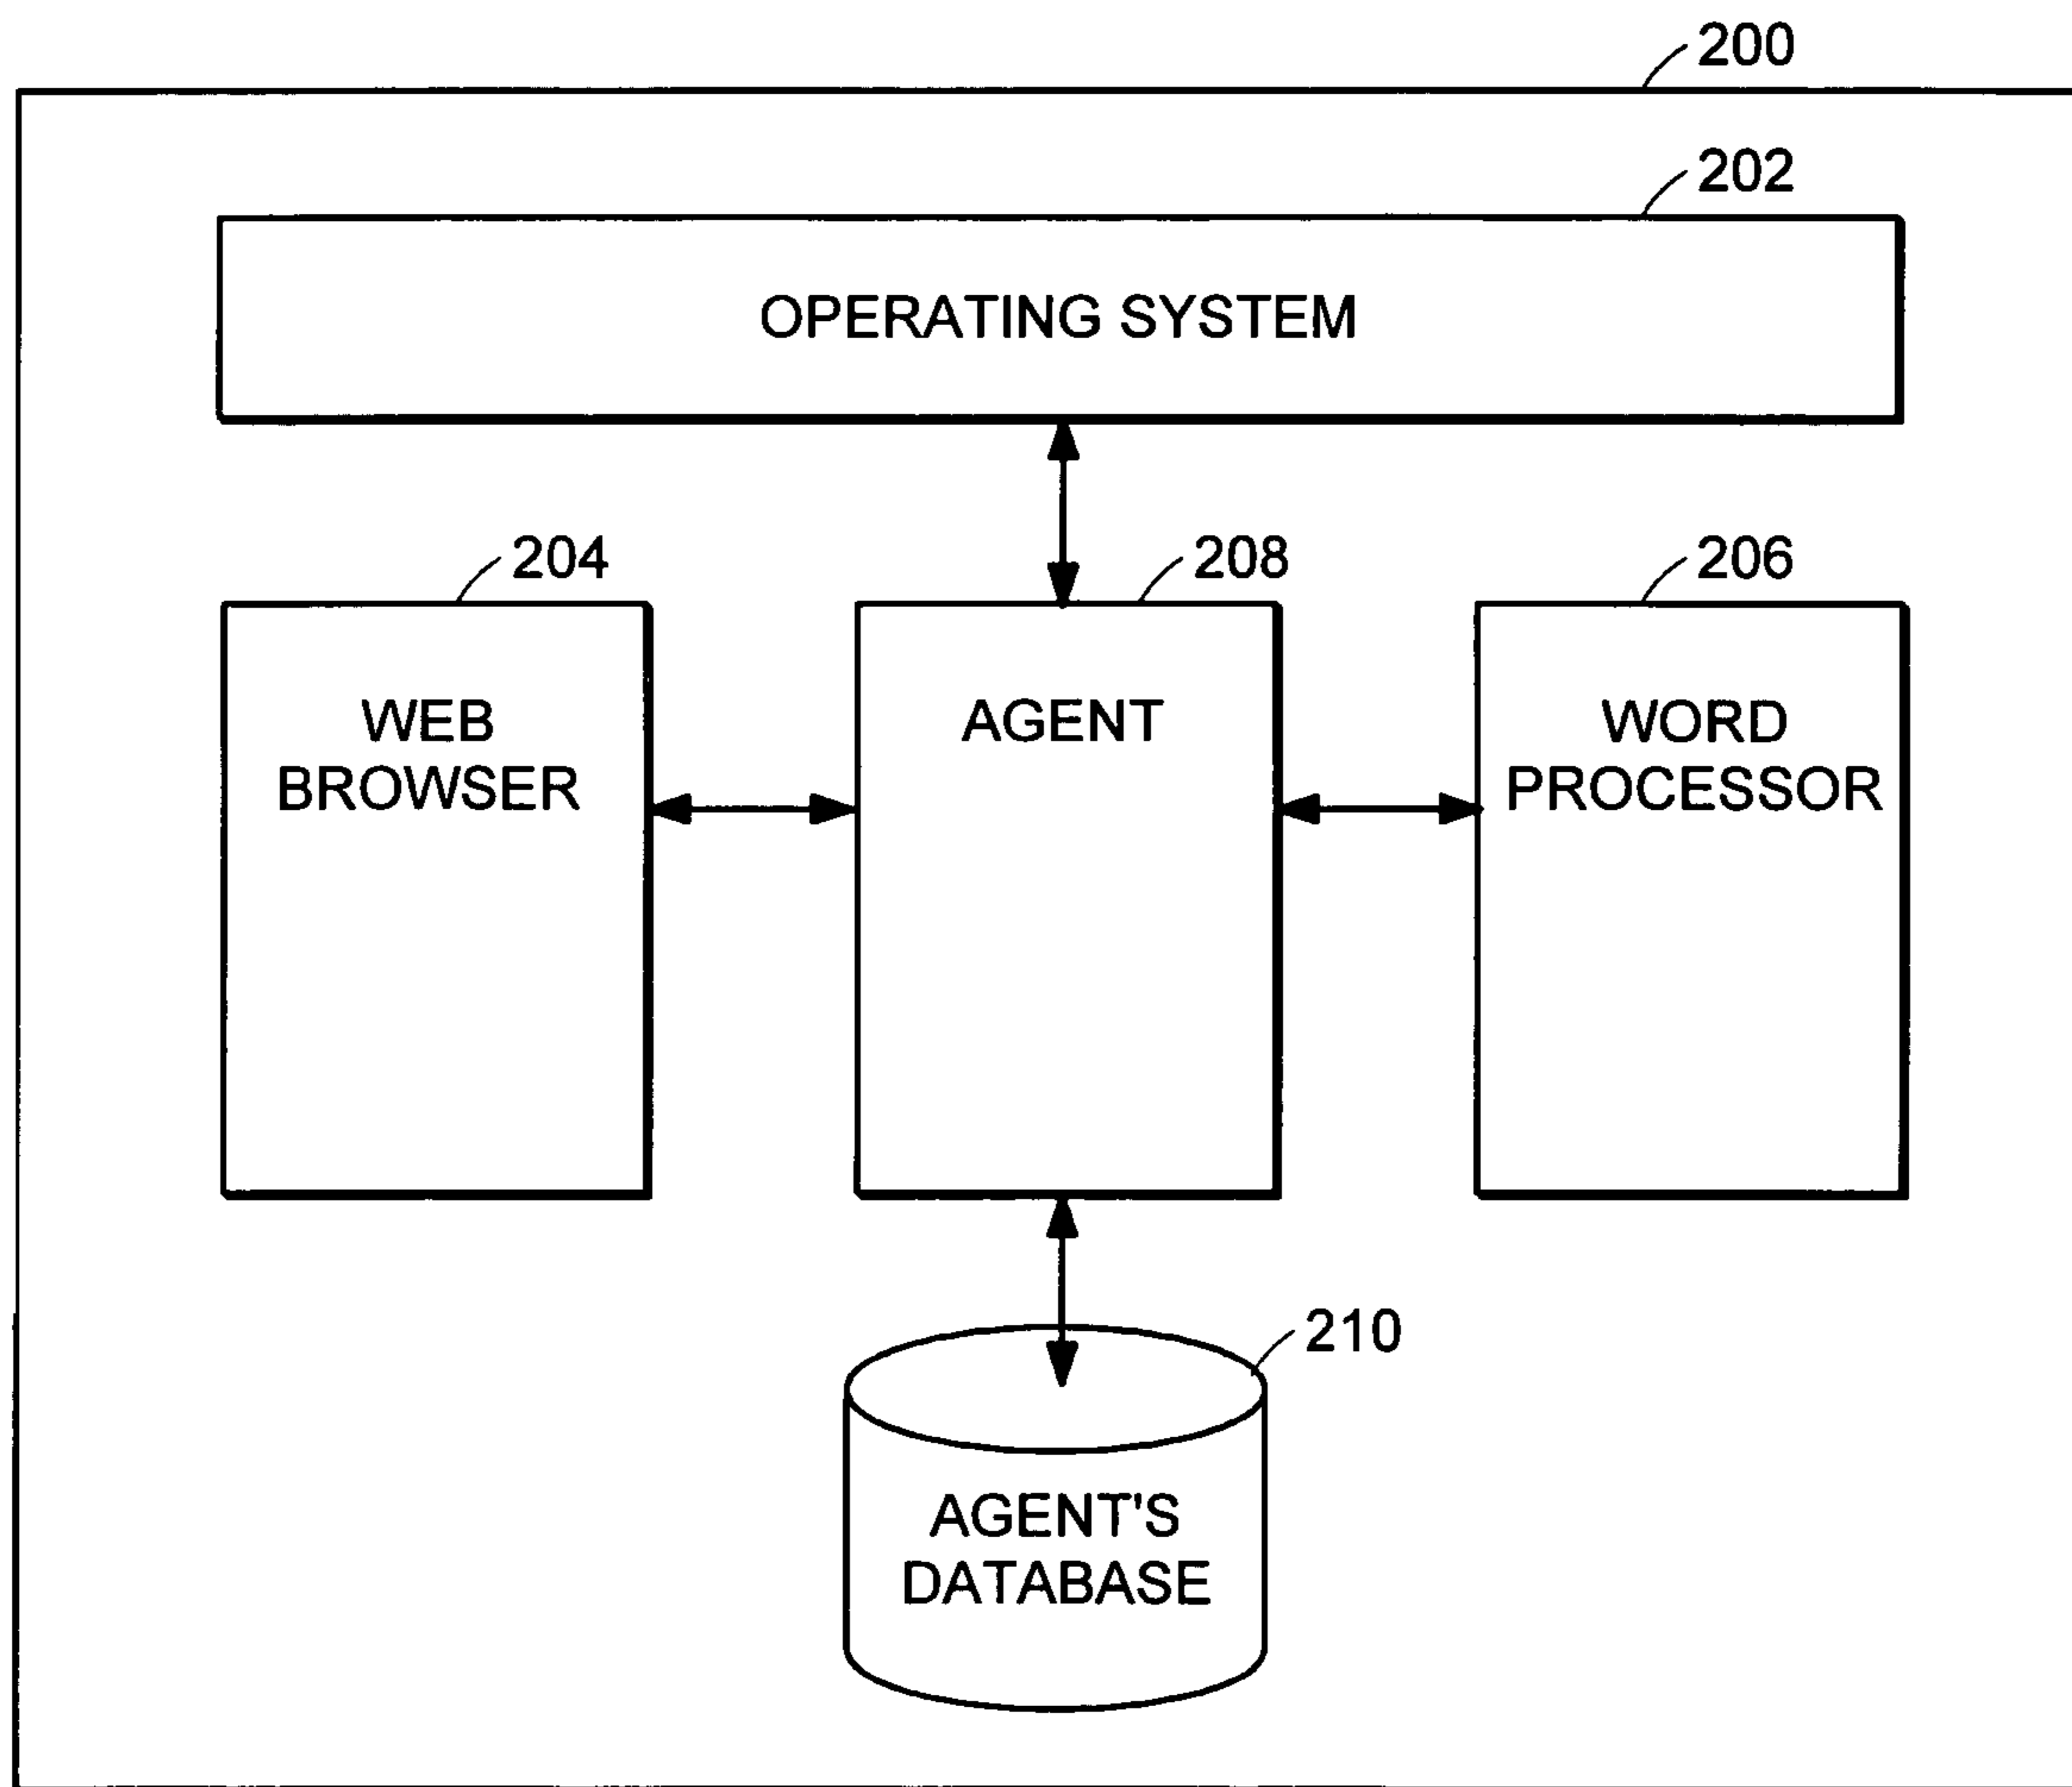 200
202
OPERATING SYSTEM
204
208
206
WEB
BROWSER
AGENT
WORD
PROCESSOR
210
AGENT'S
DATABASE